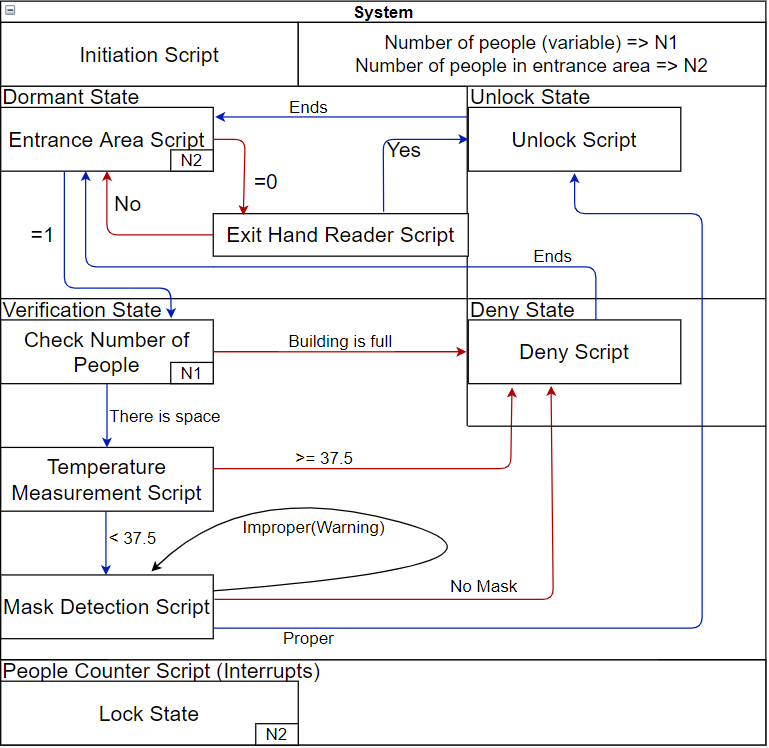 System
Initiation Script
Number of people (variable) => N1
Number of people in entrance area => N2
Dormant State
Unlock State
Ends
Entrance Area Script
N2
Unlock Script
Yes
=0
No
Exit Hand Reader Script
=1
Ends
Verification State
Deny State
Check Number of
People
N1
Building is full
Deny Script
There is space
Temperature
Measurement Script
>= 37.5
< 37.5
Improper(Warning)
Mask Detection Script
No Mask
Proper
People Counter Script (Interrupts)
Lock State
N2